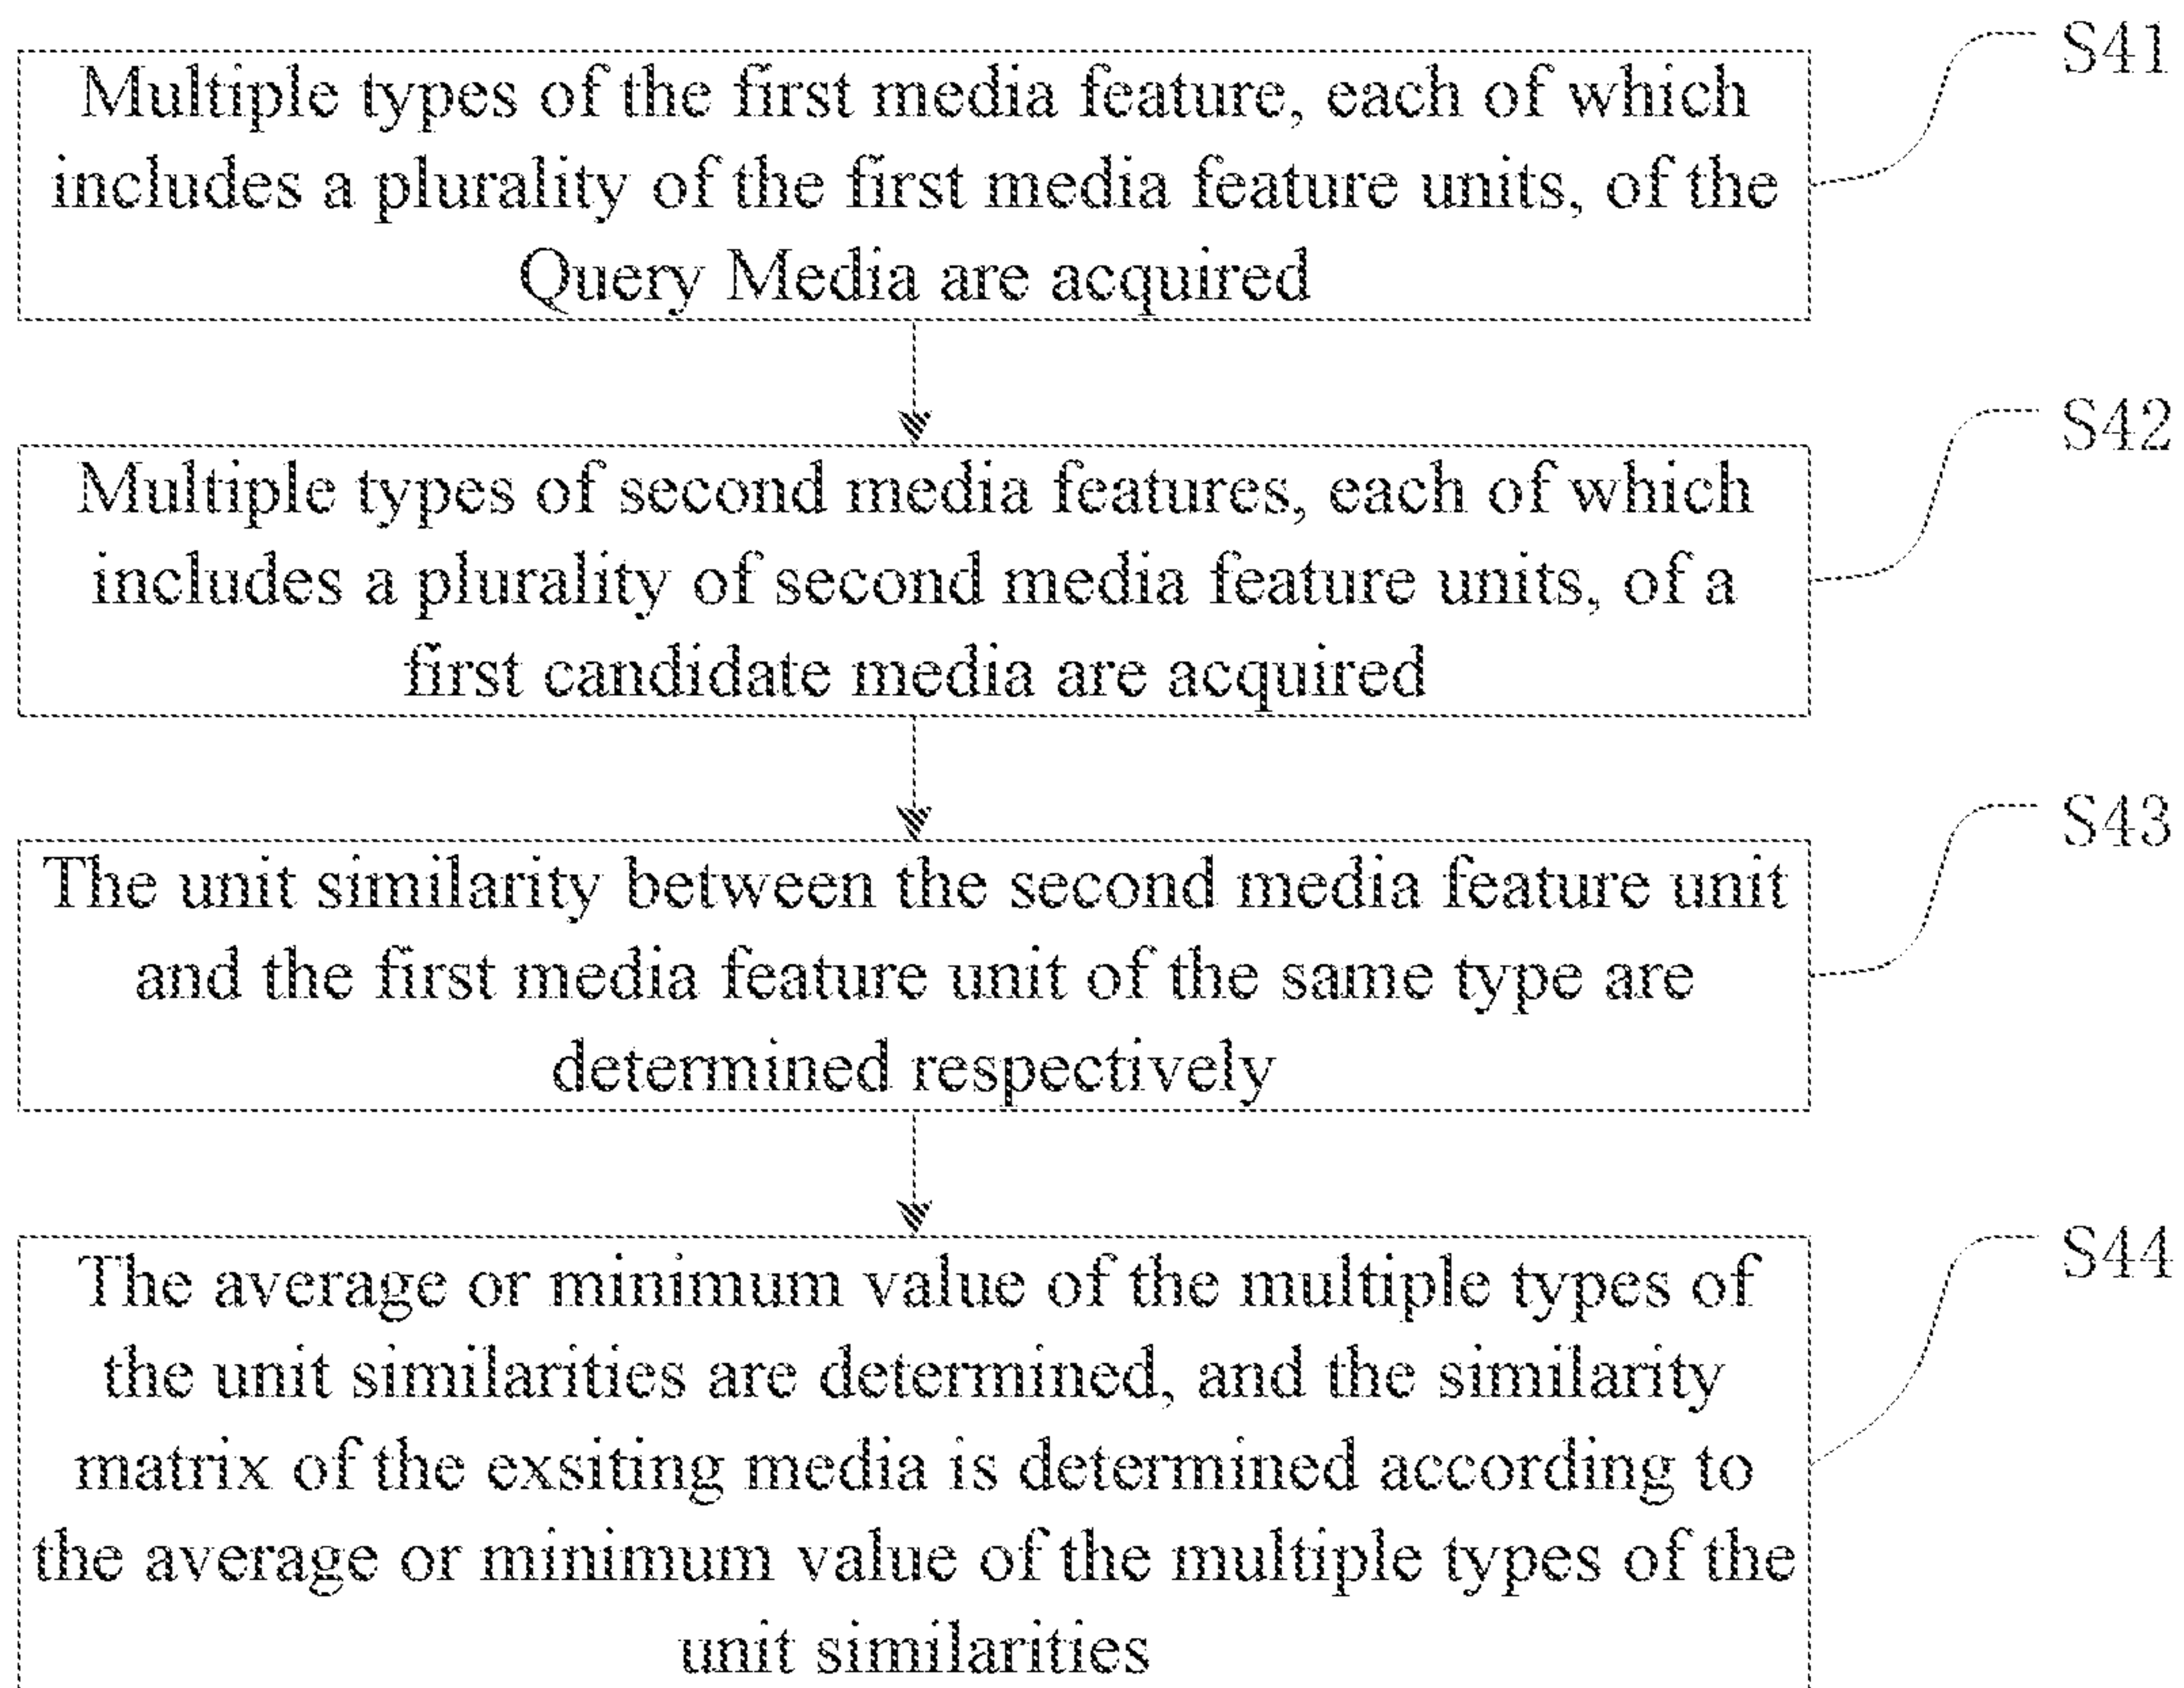 S41
Multiple types of the first media feature, each of which
includes a plurality of the first media feature units, of the
Query Media are acquired
S42
Multiple types of second media features, each of which
includes a plurality of second media feature units, of a
first candidate media are acquired
S43
The unit similarity between the second media feature unit
and the first media feature unit of the same type are
determined respectively
S44
The average or minimum value of the multiple types of
the unit similarities are determined, and the similarity
matrix of the exsiting media is determined according to
the average or minimum value of the multiple types of the
unit similarities